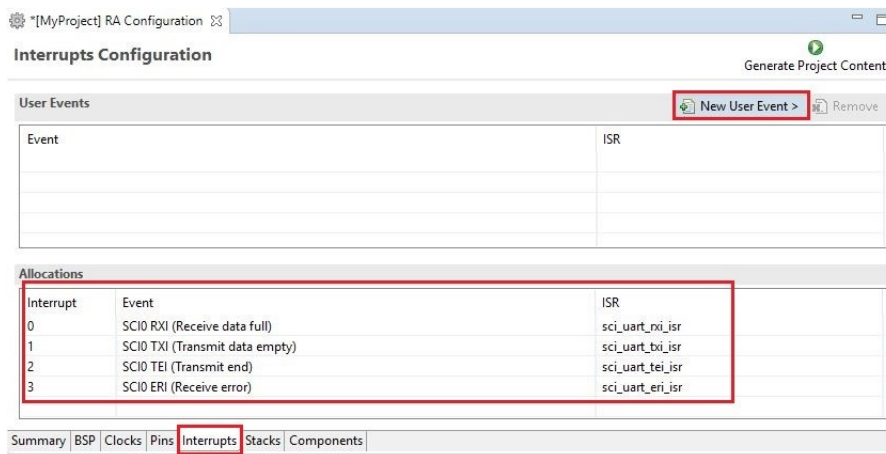 *[MyProject] RA Configuration
Interrupts Configuration
Generate Project Content
User Events
New User Event > Remove
Event ISR
Allocations
Interrupt Event ISR
0 SCI0 RXI (Receive data full) sci_uart_rxi_isr
1 SCI0 TXI (Transmit data empty) sci_uart_txi_isr
2 SCI0 TEI (Transmit end) sci_uart_tei_isr
3 SCI0 ERI (Receive error) sci_uart_eri_isr
Summary BSP Clocks Pins Interrupts Stacks Components